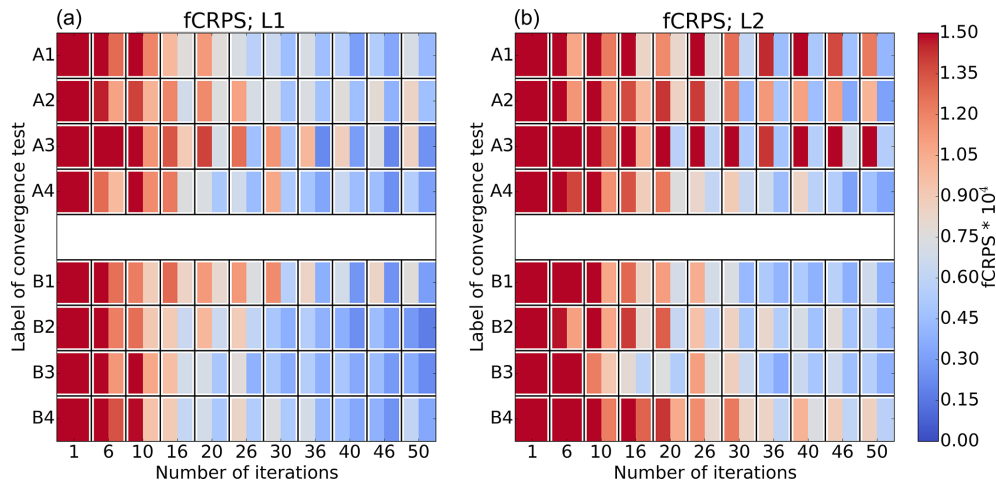 (a)
fCRPS; L1
(b)
fCRPS; L2
Label of convergence test
A1
A2
A3
A4
B1
B2
B3
B4
1 6 10 16 20 26 30 36 40 46 50
Number of iterations
Label of convergence test
A1
A2
A3
A4
B1
B2
B3
B4
1 6 10 16 20 26 30 36 40 46 50
Number of iterations
1.50
1.35
1.20
1.05
0.90
0.75
0.60
0.45
0.30
0.15
0.00
fCRPS * 10⁴